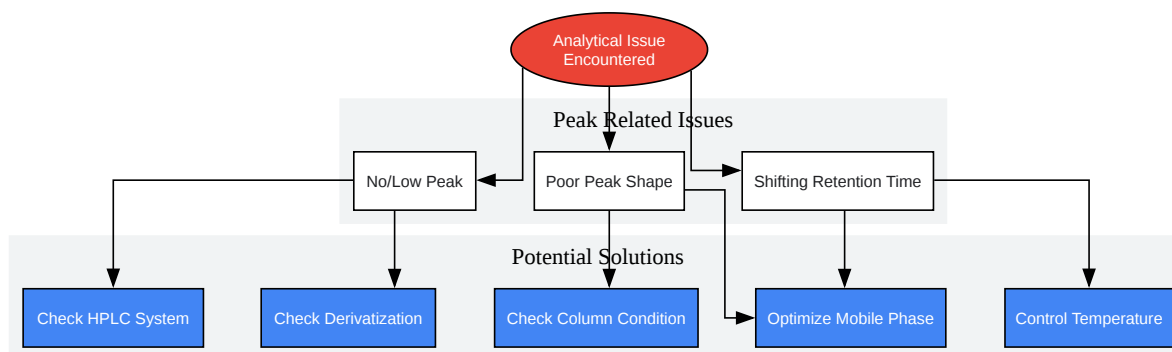 Analytical Issue
Encountered
Peak Related Issues
No/Low Peak
Poor Peak Shape
Shifting Retention Time
Potential Solutions
Check HPLC System
Check Derivatization
Check Column Condition
Optimize Mobile Phase
Control Temperature